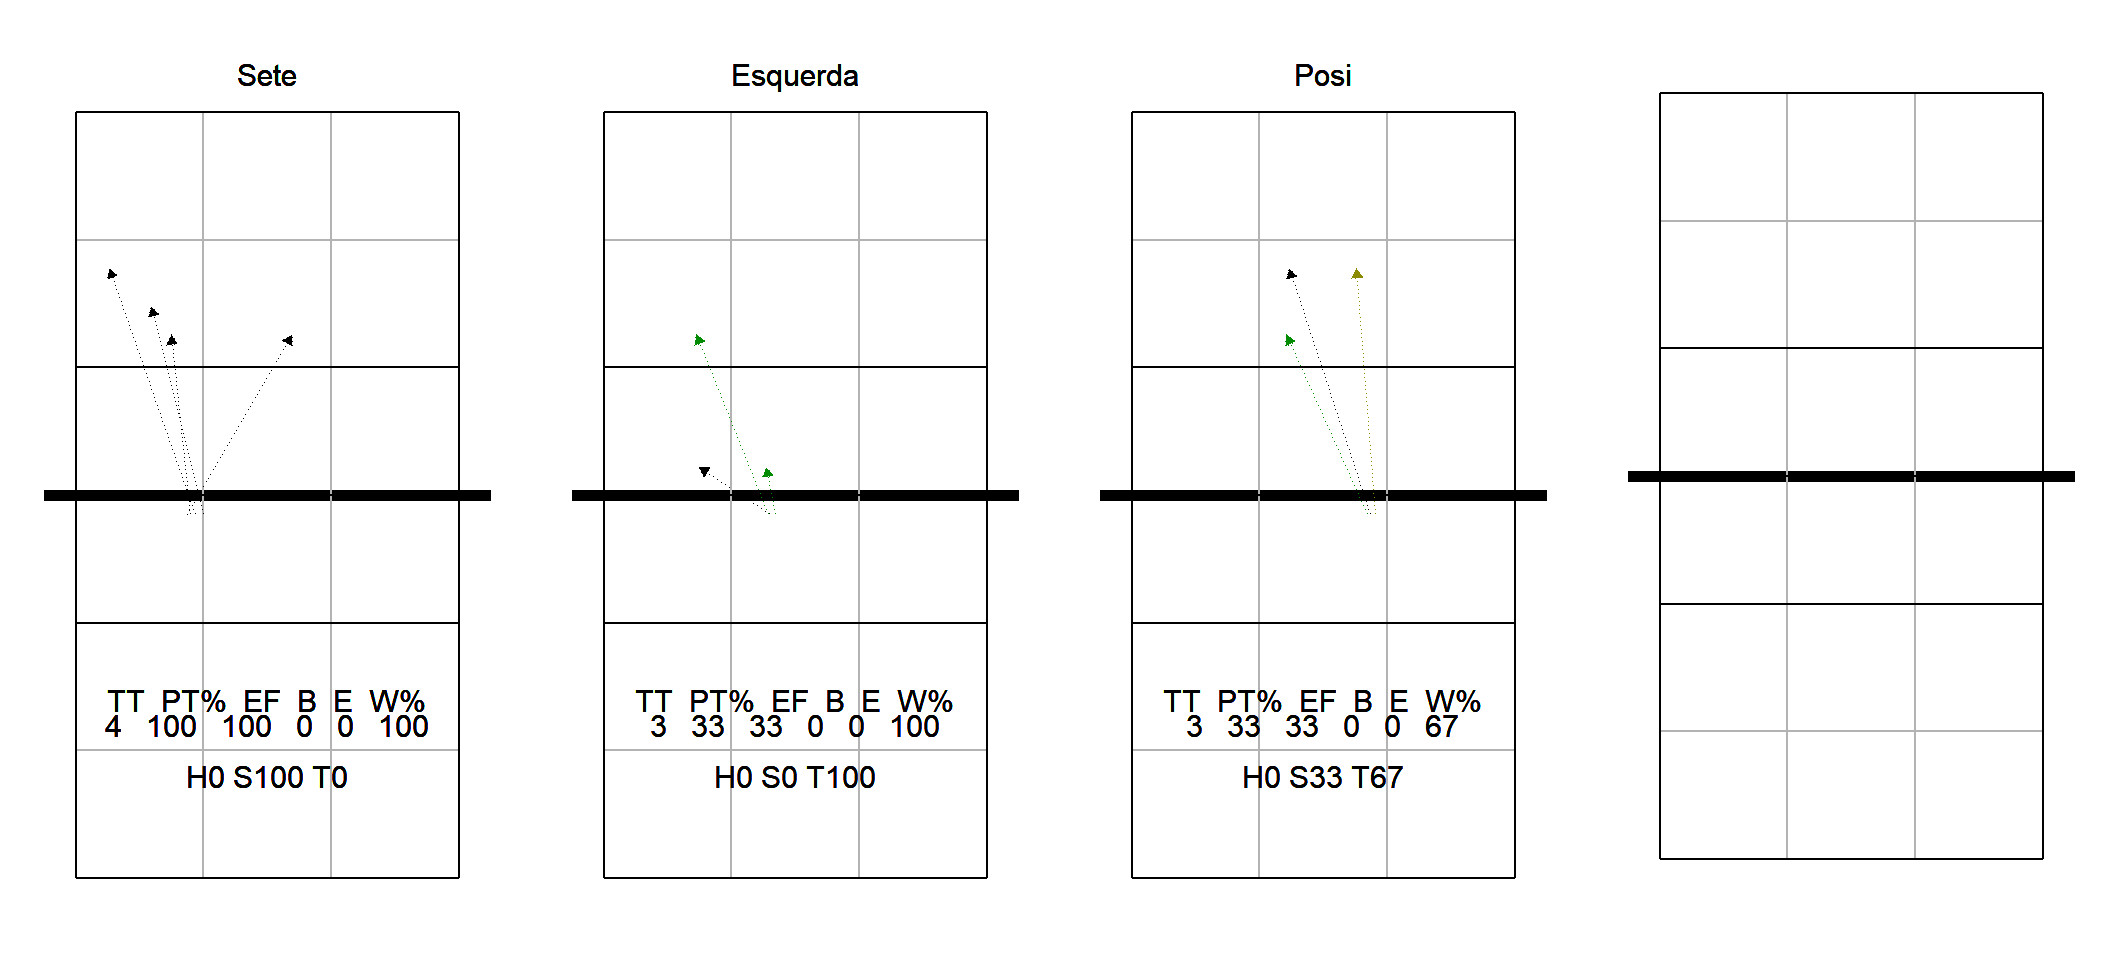 Sete
TT PT% EF B E W%
4 100 100 0 0 100
H0 S100 T0
Esquerda
TT PT% EF B E W%
3 33 33 0 0 100
H0 S0 T100
Posi
TT PT% EF B E W%
3 33 33 0 0 67
H0 S33 T67